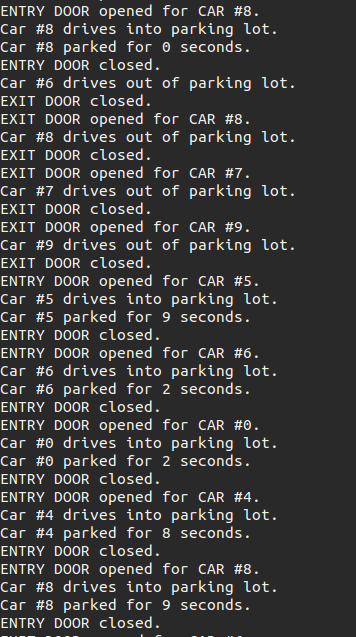 ENTRY DOOR opened for CAR #8.
Car #8 drives into parking lot.
Car #8 parked for 0 seconds.
ENTRY DOOR closed.
Car #6 drives out of parking lot.
EXIT DOOR closed.
EXIT DOOR opened for CAR #8.
Car #8 drives out of parking lot.
EXIT DOOR closed.
EXIT DOOR opened for CAR #7.
Car #7 drives out of parking lot.
EXIT DOOR closed.
EXIT DOOR opened for CAR #9.
Car #9 drives out of parking lot.
EXIT DOOR closed.
ENTRY DOOR opened for CAR #5.
Car #5 drives into parking lot.
Car #5 parked for 9 seconds.
ENTRY DOOR closed.
ENTRY DOOR opened for CAR #6.
Car #6 drives into parking lot.
Car #6 parked for 2 seconds.
ENTRY DOOR closed.
ENTRY DOOR opened for CAR #0.
Car #0 drives into parking lot.
Car #0 parked for 2 seconds.
ENTRY DOOR closed.
ENTRY DOOR opened for CAR #4.
Car #4 drives into parking lot.
Car #4 parked for 8 seconds.
ENTRY DOOR closed.
ENTRY DOOR opened for CAR #8.
Car #8 drives into parking lot.
Car #8 parked for 9 seconds.
ENTRY DOOR closed.